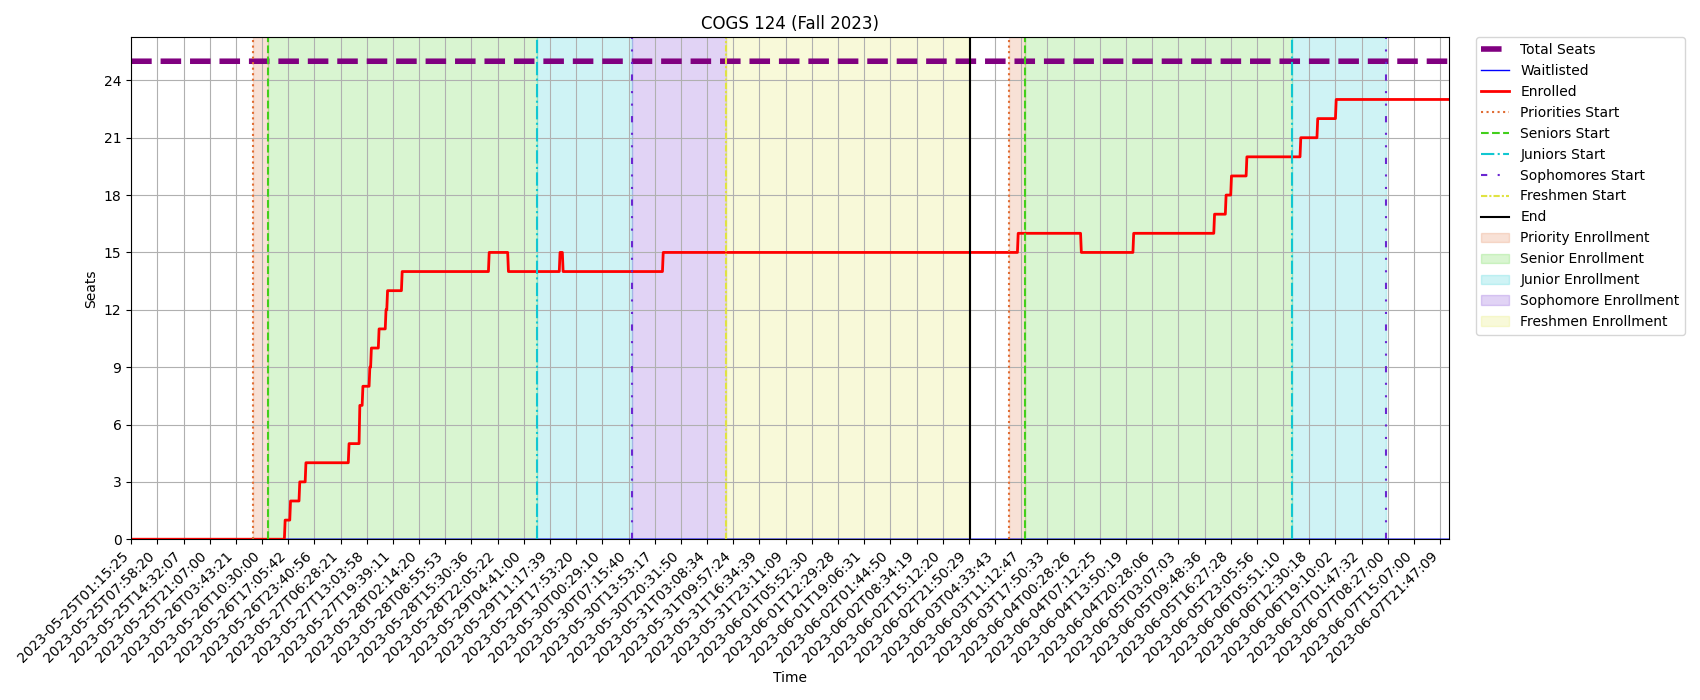 COGS 124 (Fall 2023)
Seats
24
21
18
15
12
9
6
3
0
2023-05-25T01:15:25
2023-05-25T07:58:20
2023-05-25T14:32:07
2023-05-25T21:07:00
2023-05-26T03:43:21
2023-05-26T10:30:00
2023-05-26T17:05:42
2023-05-26T23:40:56
2023-05-27T06:28:21
2023-05-27T13:03:58
2023-05-27T19:39:11
2023-05-28T02:14:20
2023-05-28T08:55:53
2023-05-28T15:30:36
2023-05-28T22:05:22
2023-05-29T04:41:00
2023-05-29T11:17:39
2023-05-29T17:53:20
2023-05-30T00:29:10
2023-05-30T07:15:40
2023-05-30T13:53:17
2023-05-30T20:31:50
2023-05-31T03:08:34
2023-05-31T09:57:24
2023-05-31T16:34:39
2023-05-31T23:11:09
2023-06-01T05:52:30
2023-06-01T12:29:28
2023-06-01T19:06:31
2023-06-02T01:44:50
2023-06-02T08:34:19
2023-06-02T15:12:20
2023-06-02T21:50:29
2023-06-03T04:33:43
2023-06-03T11:12:47
2023-06-03T17:50:33
2023-06-04T00:28:26
2023-06-04T07:12:25
2023-06-04T13:50:19
2023-06-04T20:28:06
2023-06-05T03:07:03
2023-06-05T09:48:36
2023-06-05T16:27:28
2023-06-05T23:05:56
2023-06-06T05:51:10
2023-06-06T12:30:18
2023-06-06T19:10:02
2023-06-07T01:47:32
2023-06-07T08:27:00
2023-06-07T15:07:00
2023-06-07T21:47:09
Time
Total Seats
Waitlisted
Enrolled
Priorities Start
Seniors Start
Juniors Start
Sophomores Start
Freshmen Start
End
Priority Enrollment
Senior Enrollment
Junior Enrollment
Sophomore Enrollment
Freshmen Enrollment